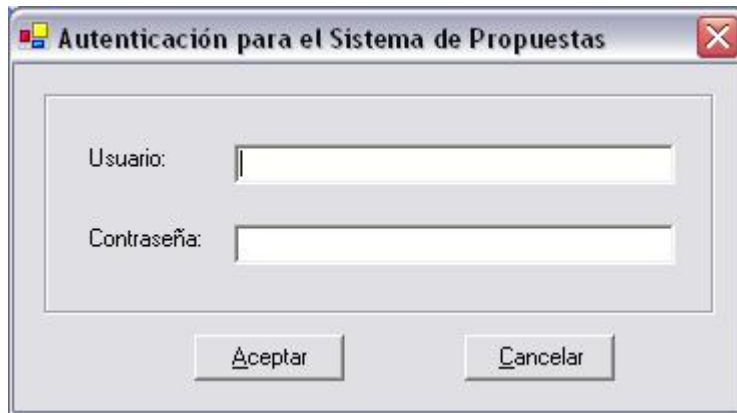 Autenticación para el Sistema de Propuestas
Usuario:
Contraseña:
Aceptar Cancelar